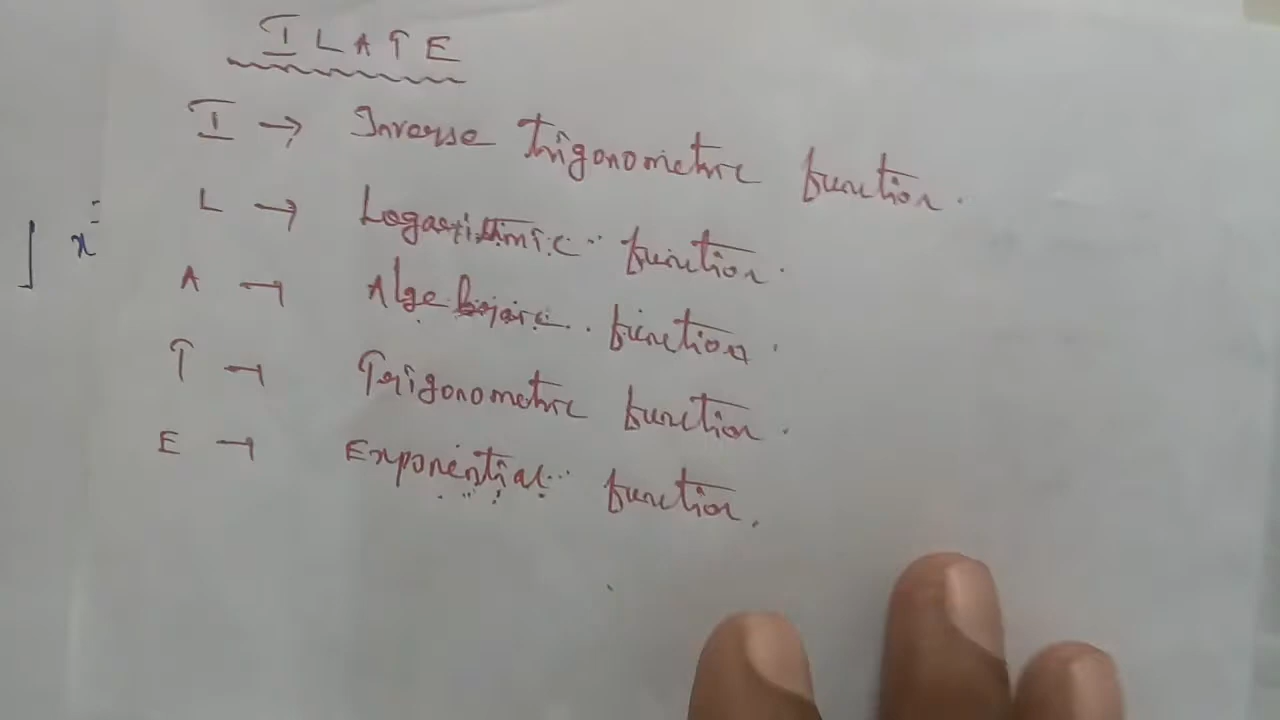 ILATE
I → Inverse Trigonometric function.
L → Logarithmic function.
A → Algebraic function.
T → Trigonometric function.
E → Exponential function.
∫ x